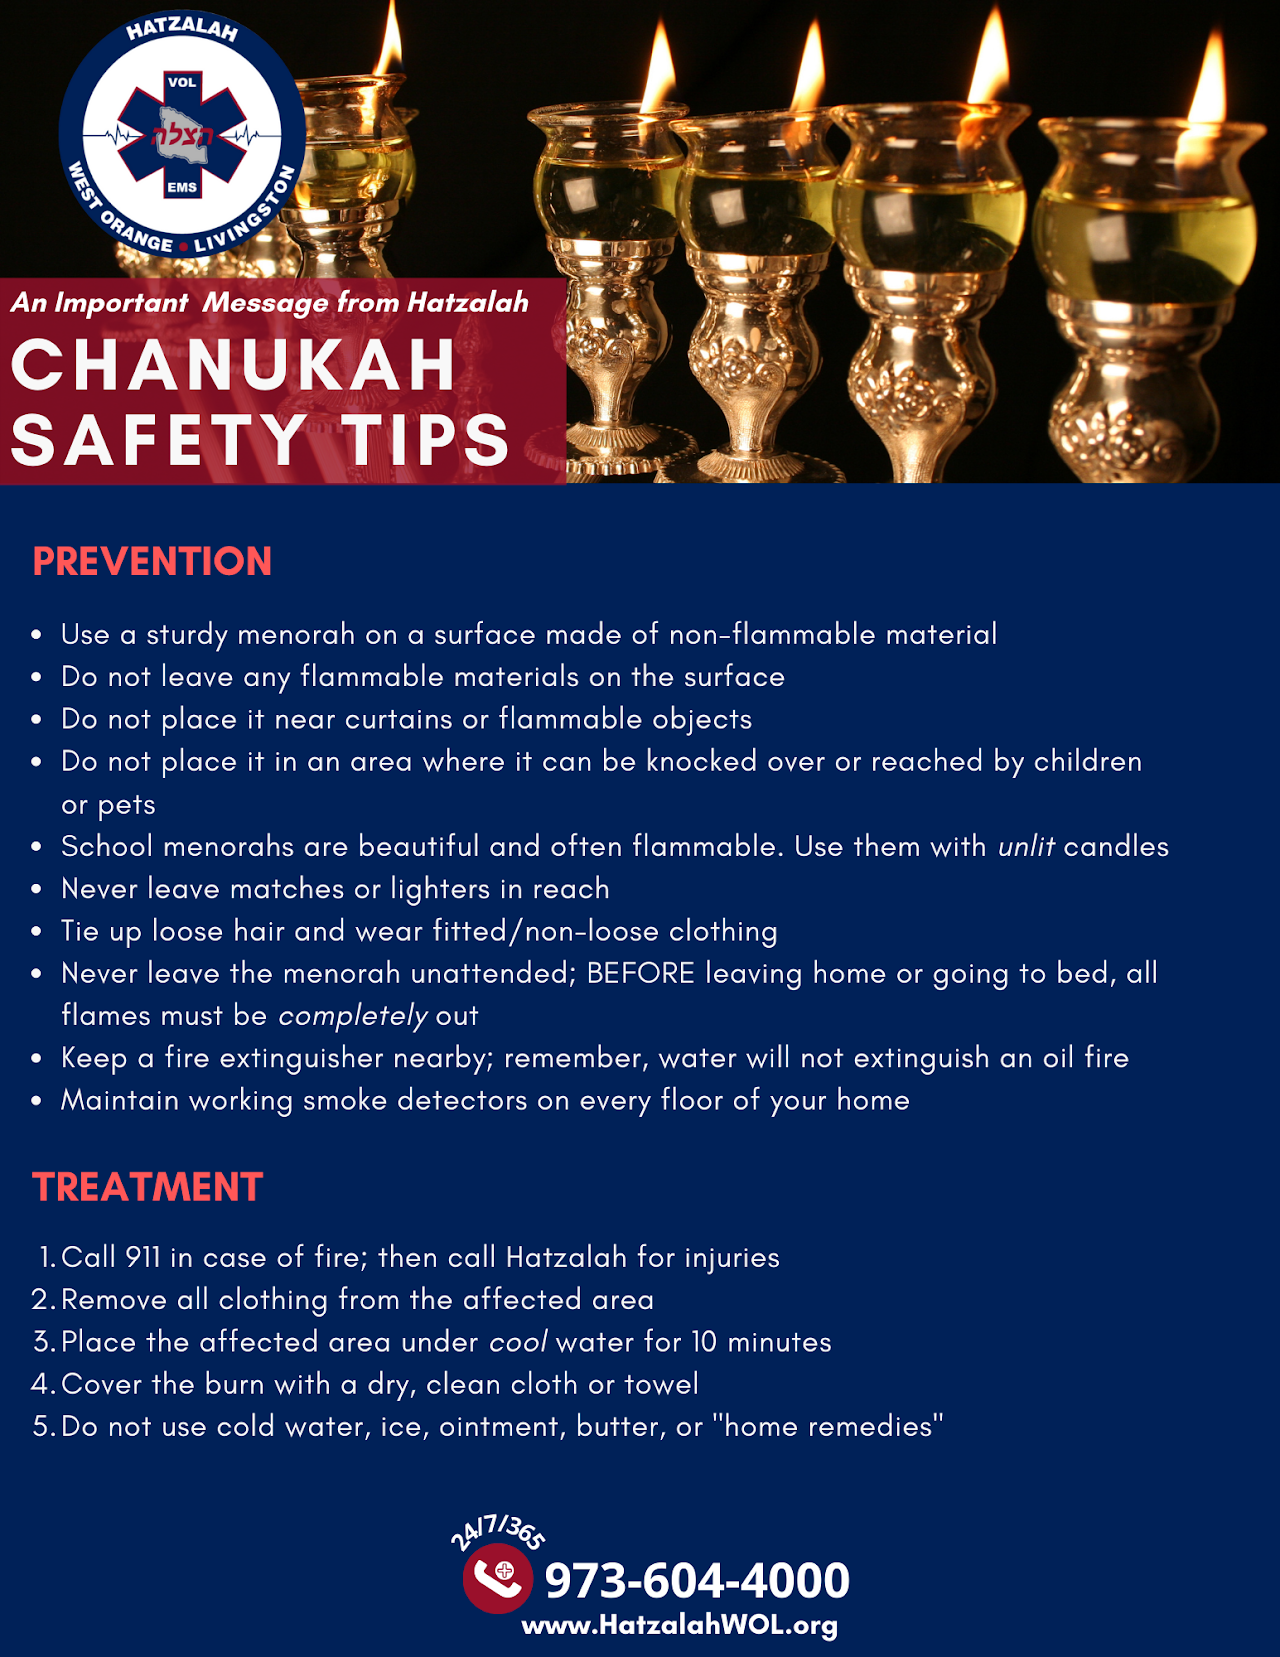 HATZALAH
VOL
הצלה
EMS
WEST ORANGE • LIVINGSTON
An Important Message from Hatzalah
CHANUKAH
SAFETY TIPS
PREVENTION
• Use a sturdy menorah on a surface made of non-flammable material
• Do not leave any flammable materials on the surface
• Do not place it near curtains or flammable objects
• Do not place it in an area where it can be knocked over or reached by children
or pets
• School menorahs are beautiful and often flammable. Use them with unlit candles
• Never leave matches or lighters in reach
• Tie up loose hair and wear fitted/non-loose clothing
• Never leave the menorah unattended; BEFORE leaving home or going to bed, all
flames must be completely out
• Keep a fire extinguisher nearby; remember, water will not extinguish an oil fire
• Maintain working smoke detectors on every floor of your home
TREATMENT
1. Call 911 in case of fire; then call Hatzalah for injuries
2. Remove all clothing from the affected area
3. Place the affected area under cool water for 10 minutes
4. Cover the burn with a dry, clean cloth or towel
5. Do not use cold water, ice, ointment, butter, or "home remedies"
24/7/365
973-604-4000
www.HatzalahWOL.org